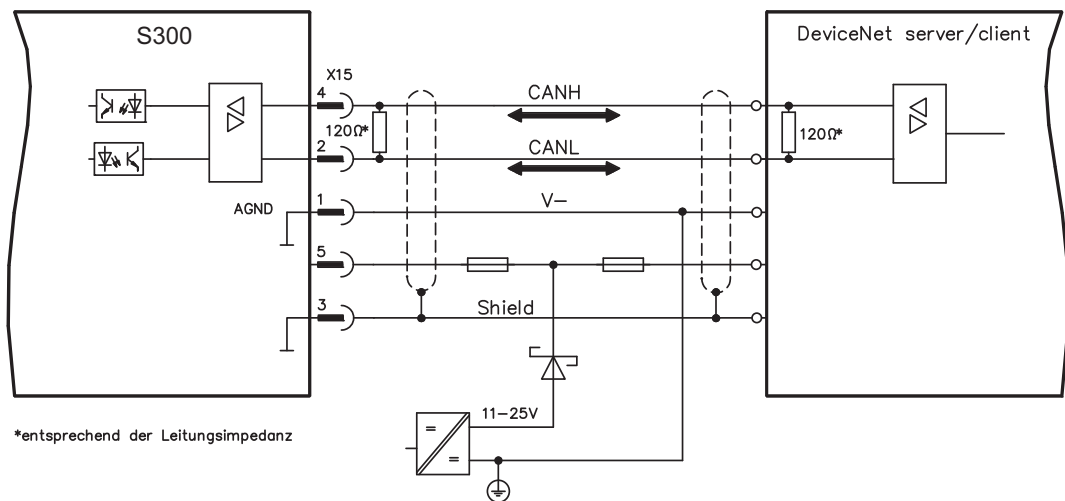 S300
DeviceNet server/client
X15
4
CANH
120Ω*
120Ω*
2
CANL
1
AGND
V–
5
3
Shield
11–25V
=
=
*entsprechend der Leitungsimpedanz